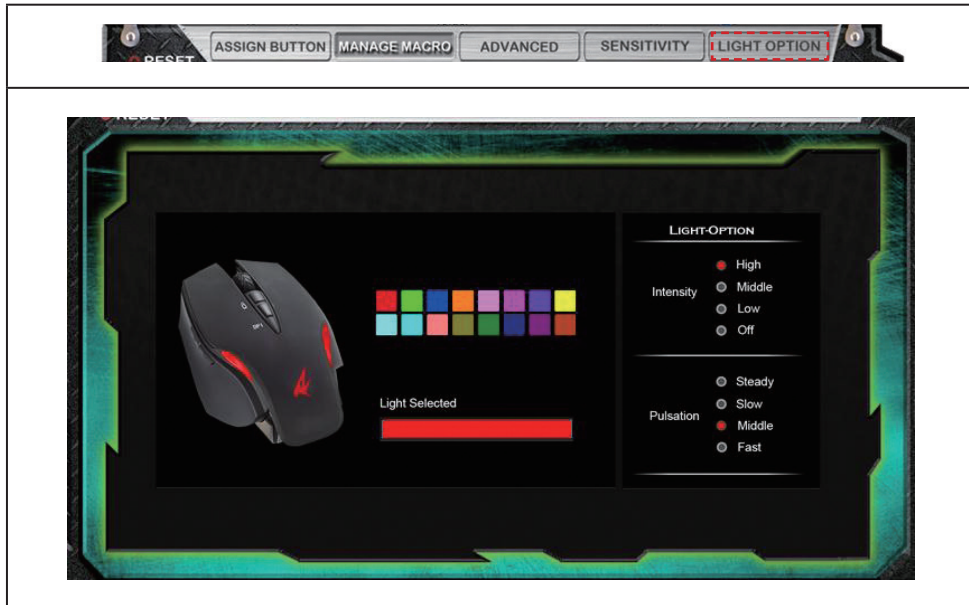 RESET
ASSIGN BUTTON MANAGE MACRO ADVANCED SENSITIVITY LIGHT OPTION
RESET
LIGHT-OPTION
Intensity
High
Middle
Low
Off
Light Selected
Pulsation
Steady
Slow
Middle
Fast